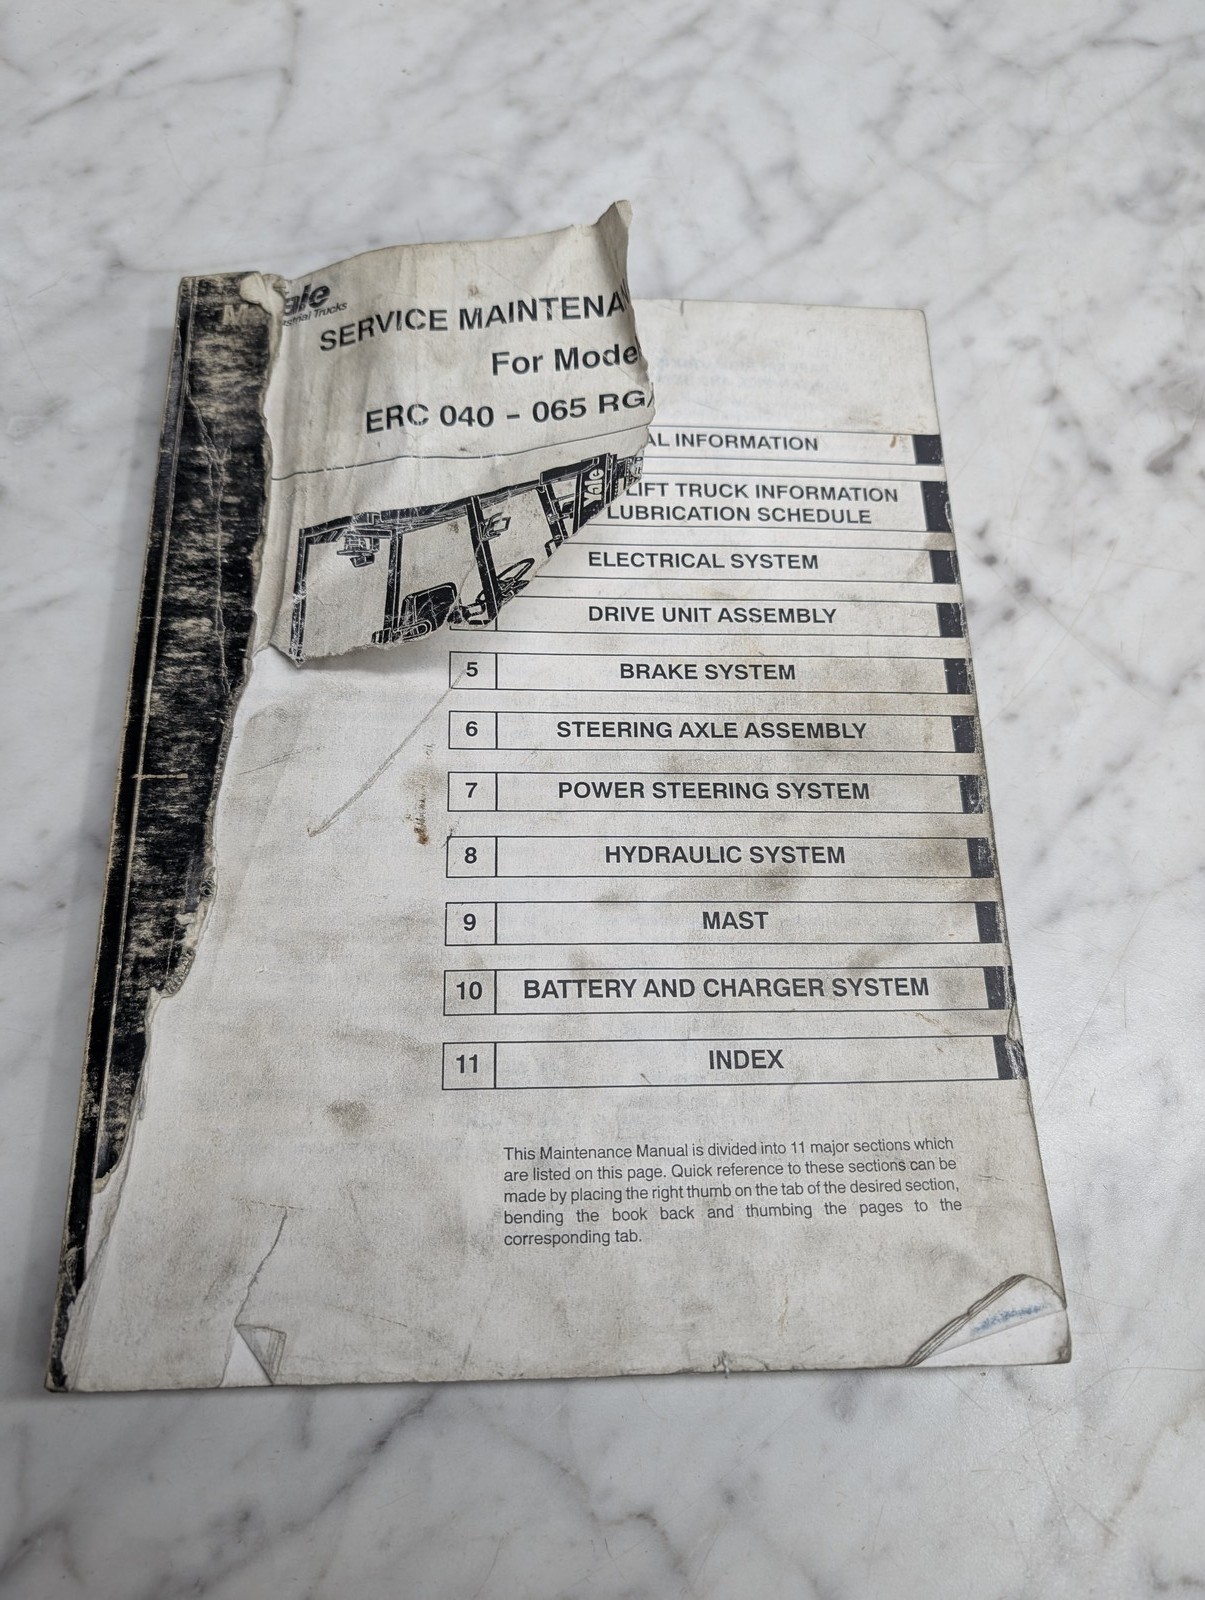 ale
strial Trucks
SERVICE MAINTENA
For Mode
ERC 040 - 065 RG
AL INFORMATION
LIFT TRUCK INFORMATION
LUBRICATION SCHEDULE
ELECTRICAL SYSTEM
DRIVE UNIT ASSEMBLY
5 BRAKE SYSTEM
6 STEERING AXLE ASSEMBLY
7 POWER STEERING SYSTEM
8 HYDRAULIC SYSTEM
9 MAST
10 BATTERY AND CHARGER SYSTEM
11 INDEX
Yale
This Maintenance Manual is divided into 11 major sections which
are listed on this page. Quick reference to these sections can be
made by placing the right thumb on the tab of the desired section,
bending the book back and thumbing the pages to the
corresponding tab.